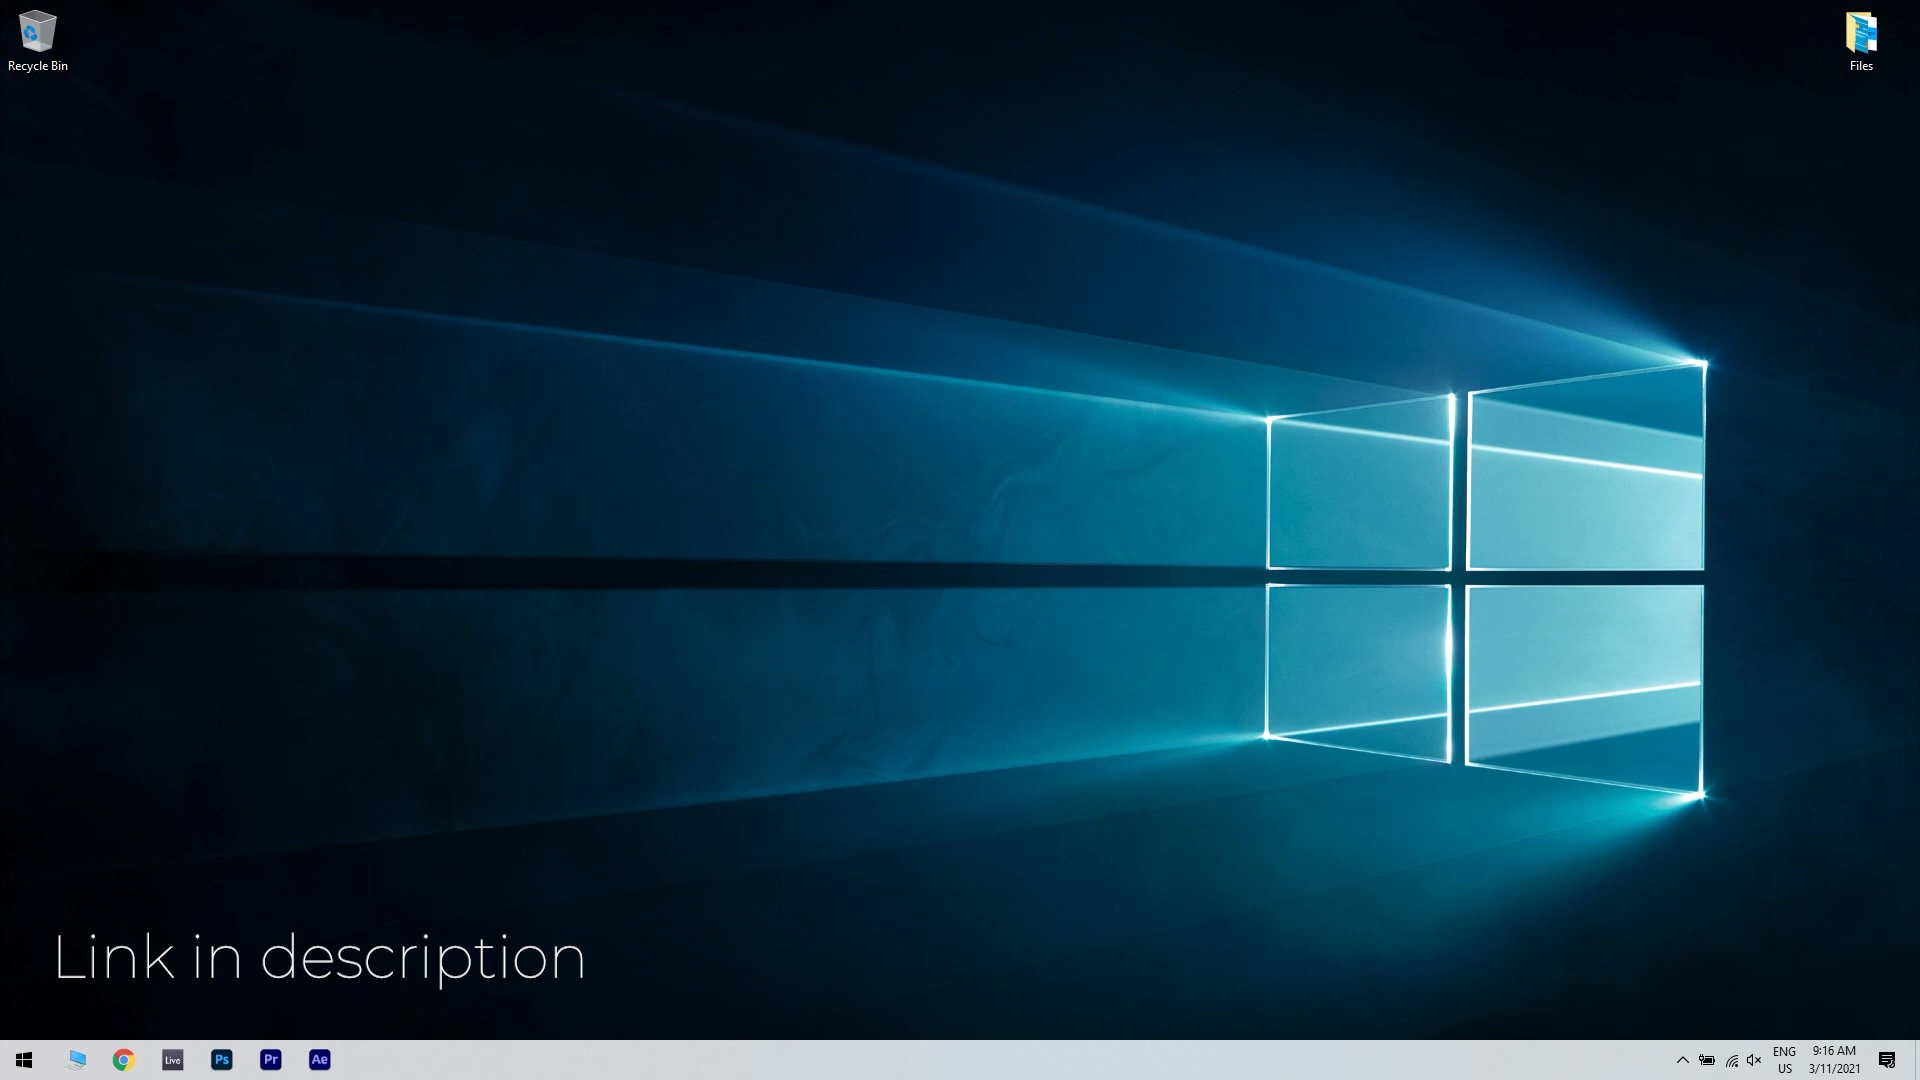 Recycle Bin
Files
Link in description
Live
Ps
Pr
Ae
ENG
US
9:16 AM
3/11/2021